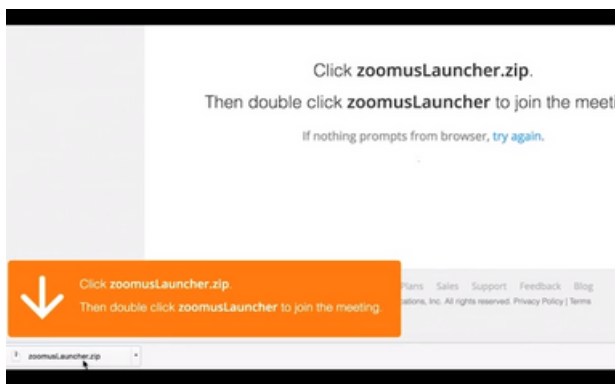 Click zoomusLauncher.zip.
Then double click zoomusLauncher to join the meeti
If nothing prompts from browser, try again.
Click zoomusLauncher.zip.
Then double click zoomusLauncher to join the meeting.
Plans Sales Support Feedback Blog
ations, Inc. All rights reserved. Privacy Policy | Terms
zoomusLauncher.zip